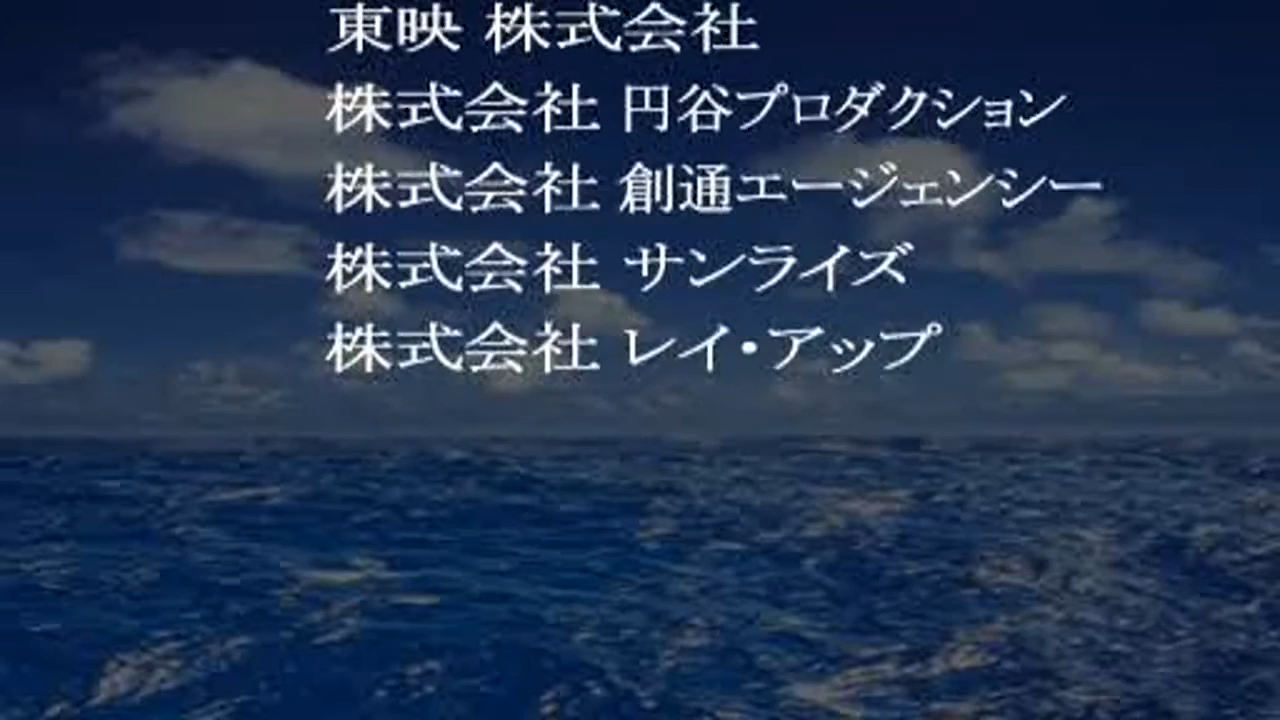 東映 株式会社
株式会社 円谷プロダクション
株式会社 創通エージェンシー
株式会社 サンライズ
株式会社 レイ・アップ